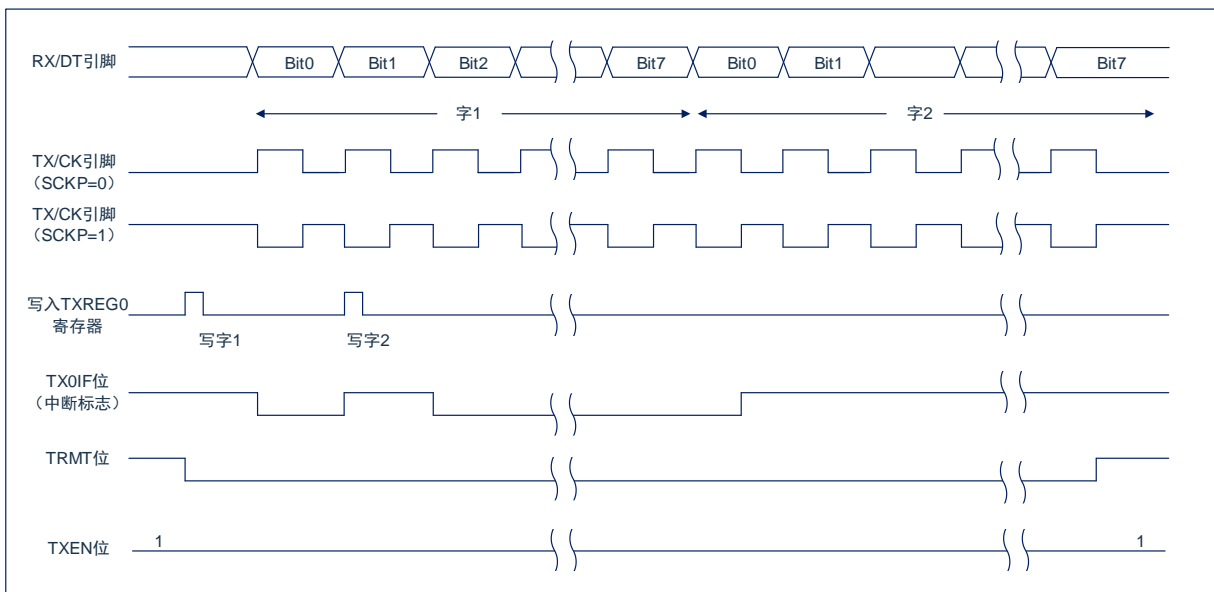 RX/DT引脚
Bit0
Bit1
Bit2
Bit7
Bit0
Bit1
Bit7
字1
字2
TX/CK引脚
（SCKP=0）
TX/CK引脚
（SCKP=1）
写入TXREG0
寄存器
写字1
写字2
TX0IF位
（中断标志）
TRMT位
TXEN位
1
1